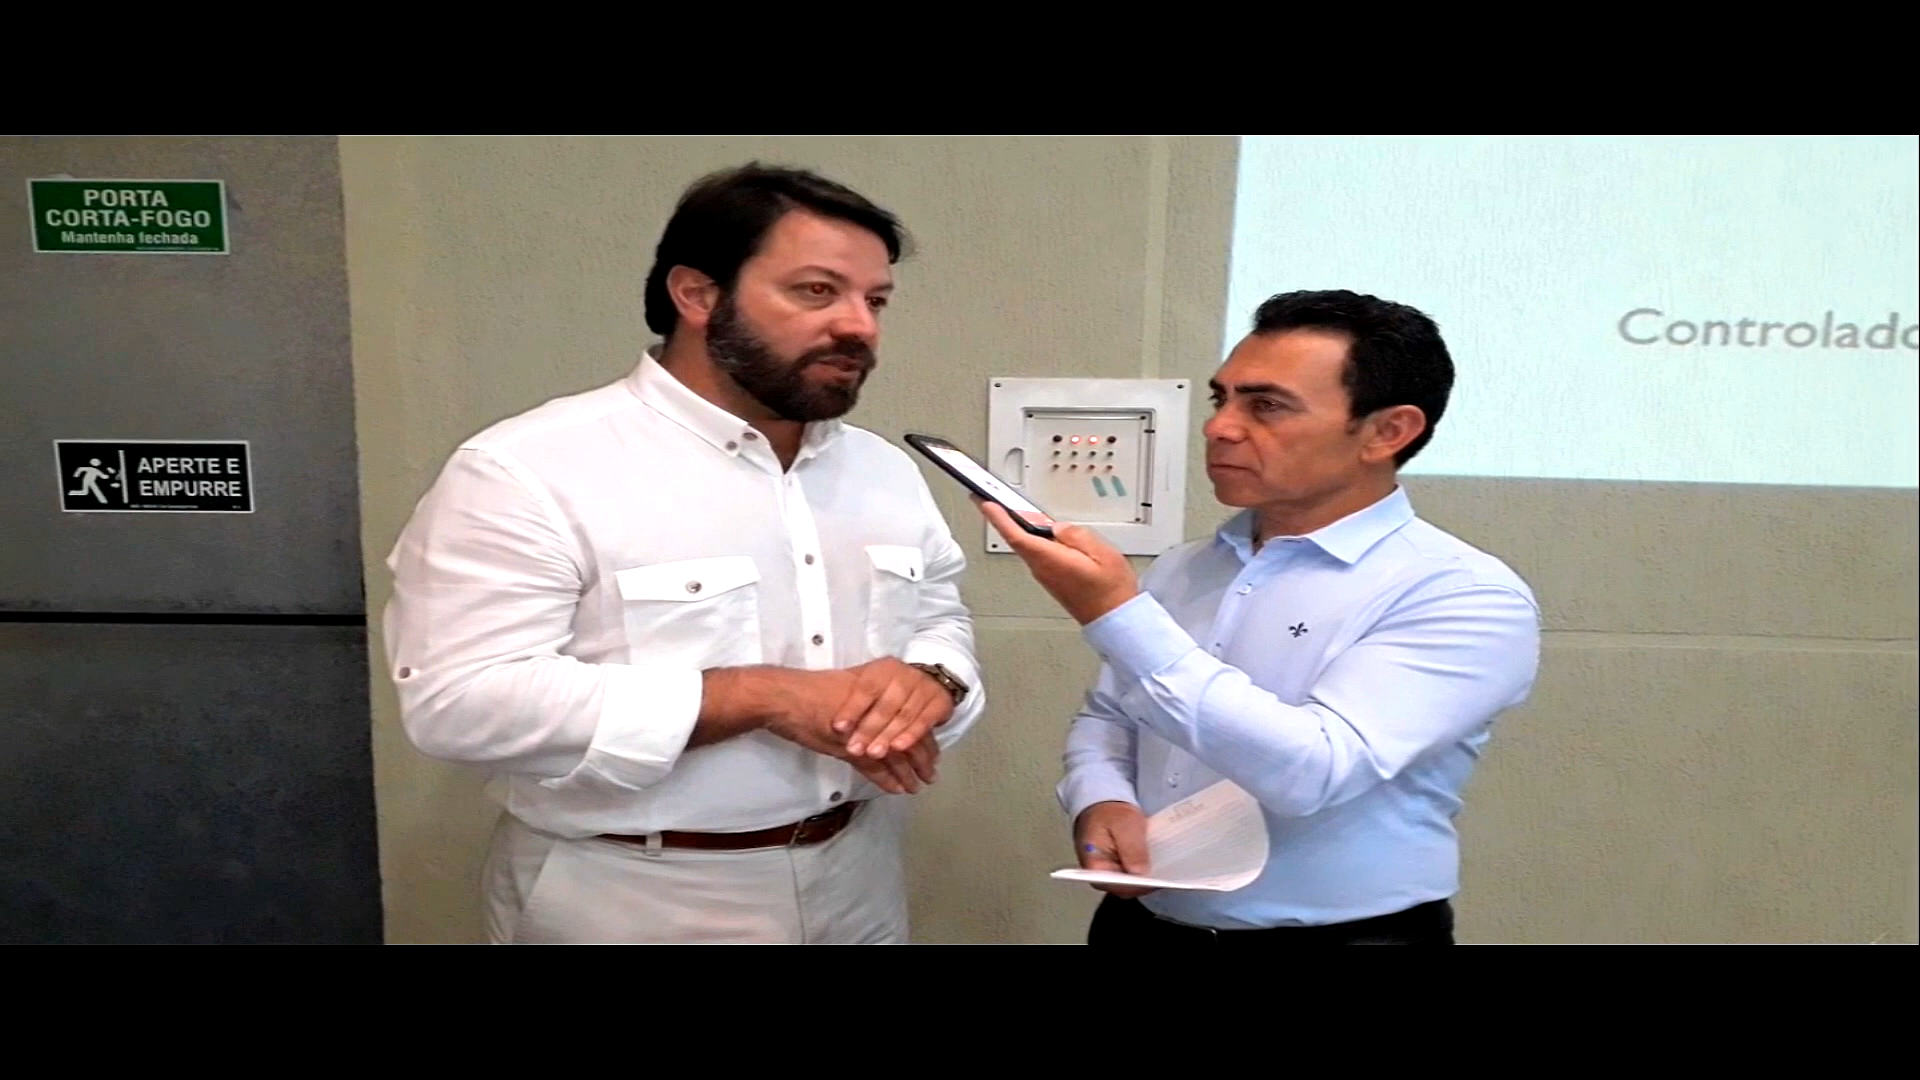 PORTA
CORTA-FOGO
Mantenha fechada
APERTE E
EMPURRE
Controlado